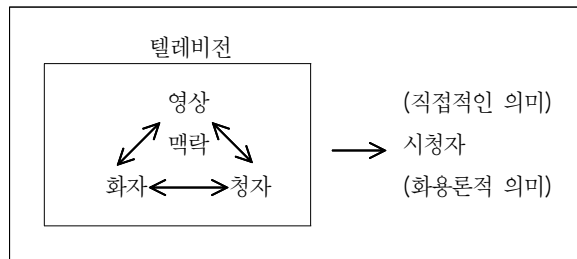 텔레비전
영상
맥락
화자 청자
(직접적인 의미)
시청자
(화용론적 의미)